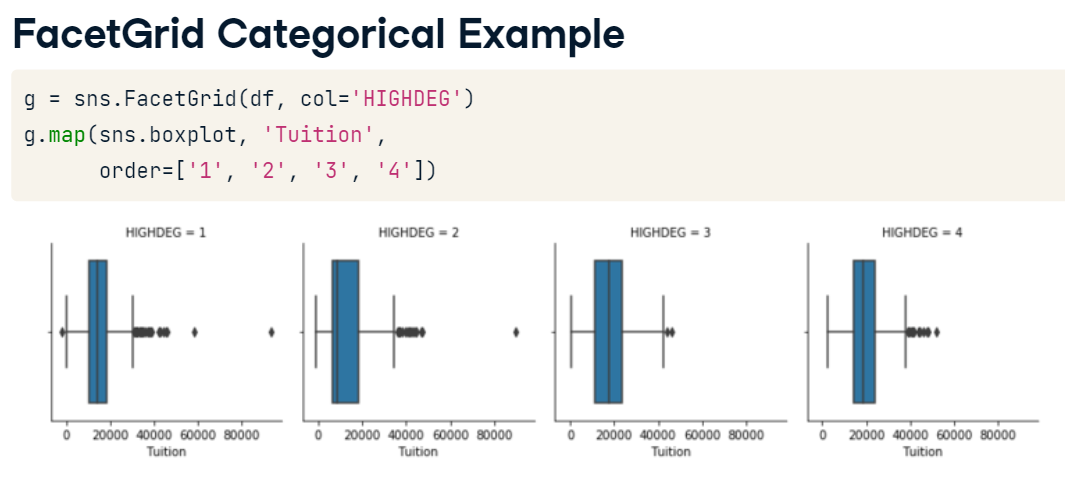 FacetGrid Categorical Example
g = sns.FacetGrid(df, col='HIGHDEG')
g.map(sns.boxplot, 'Tuition',
order=['1', '2', '3', '4'])
HIGHDEG = 1
0 20000 40000 60000 80000
Tuition
HIGHDEG = 2
0 20000 40000 60000 80000
Tuition
HIGHDEG = 3
0 20000 40000 60000 80000
Tuition
HIGHDEG = 4
0 20000 40000 60000 80000
Tuition